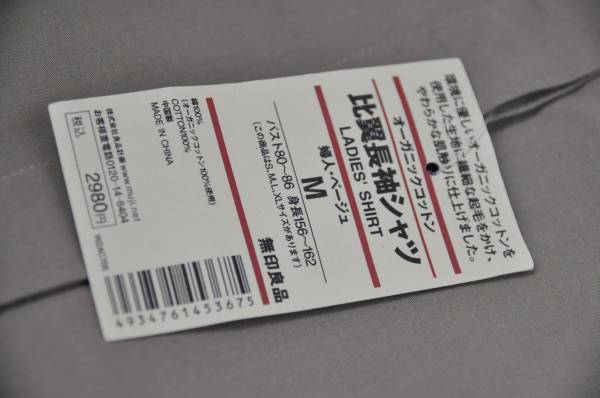 環境に優しいオーガニックコットンを
使用した生地に繊細な起毛をかけ、
やわらかな肌触りに仕上げました。
オーガニックコットン
比翼長袖シャツ
LADIES' SHIRT
婦人・ベージュ
M
バスト80〜86 身長156〜162
(この商品はS、M、L、XLサイズがあります)
無印良品
綿100%
(オーガニックコットン100%使用)
COTTON100%
中国製
MADE IN CHINA
株式会社良品計画 www.muji.net
お客様室電話0120-14-6404
税込 2980円
4934761453675